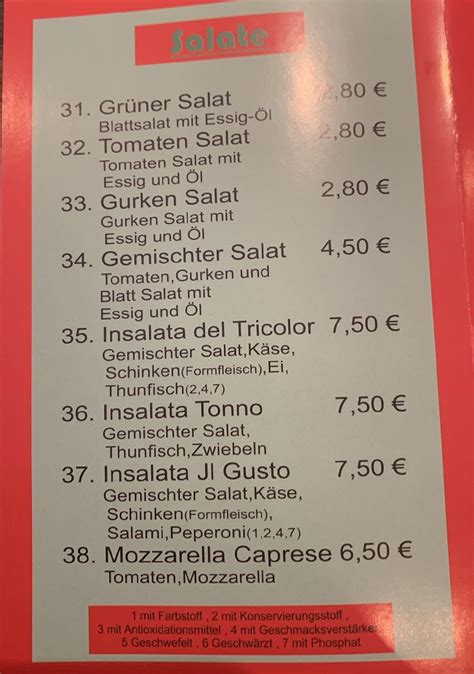 Salate
31. Grüner Salat 2,80 €
Blattsalat mit Essig-Öl
32. Tomaten Salat 2,80 €
Tomaten Salat mit
Essig und Öl
33. Gurken Salat 2,80 €
Gurken Salat mit
Essig und Öl
34. Gemischter Salat 4,50 €
Tomaten,Gurken und
Blatt Salat mit
Essig und Öl
35. Insalata del Tricolor 7,50 €
Gemischter Salat,Käse,
Schinken(Formfleisch),Ei,
Thunfisch(2,4,7)
36. Insalata Tonno 7,50 €
Gemischter Salat,
Thunfisch,Zwiebeln
37. Insalata Jl Gusto 7,50 €
Gemischter Salat,Käse,
Schinken(Formfleisch),
Salami,Peperoni(1,2,4,7)
38. Mozzarella Caprese 6,50 €
Tomaten,Mozzarella
1 mit Farbstoff , 2 mit Konservierungsstoff ,
3 mit Antioxidationsmittel , 4 mit Geschmacksverstärker
5 Geschwefelt , 6 Geschwärzt , 7 mit Phosphat